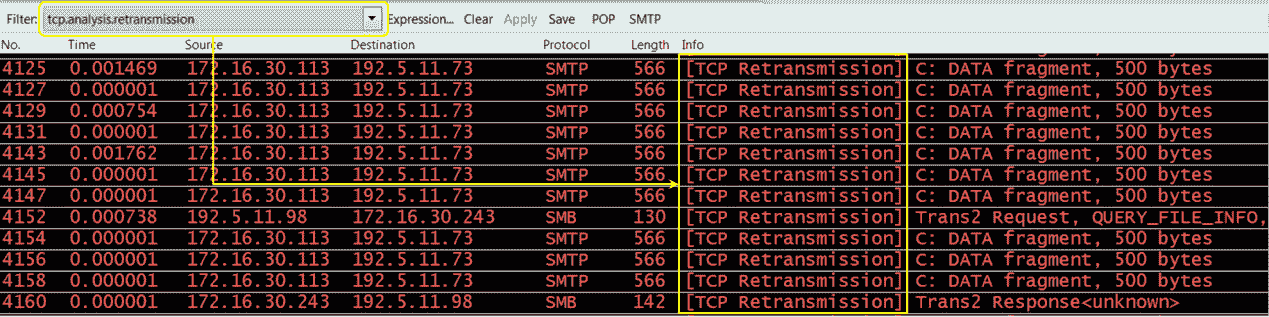 Filter: tcp.analysis.retransmission Expression... Clear Apply Save POP SMTP
No. Time Source Destination Protocol Length Info
4125 0.001469 172.16.30.113 192.5.11.73 SMTP 566 [TCP Retransmission] C: DATA fragment, 500 bytes
4127 0.000001 172.16.30.113 192.5.11.73 SMTP 566 [TCP Retransmission] C: DATA fragment, 500 bytes
4129 0.000754 172.16.30.113 192.5.11.73 SMTP 566 [TCP Retransmission] C: DATA fragment, 500 bytes
4131 0.000001 172.16.30.113 192.5.11.73 SMTP 566 [TCP Retransmission] C: DATA fragment, 500 bytes
4143 0.001762 172.16.30.113 192.5.11.73 SMTP 566 [TCP Retransmission] C: DATA fragment, 500 bytes
4145 0.000001 172.16.30.113 192.5.11.73 SMTP 566 [TCP Retransmission] C: DATA fragment, 500 bytes
4147 0.000001 172.16.30.113 192.5.11.73 SMTP 566 [TCP Retransmission] C: DATA fragment, 500 bytes
4152 0.000738 192.5.11.98 172.16.30.243 SMB 130 [TCP Retransmission] Trans2 Request, QUERY_FILE_INFO,
4154 0.000001 172.16.30.113 192.5.11.73 SMTP 566 [TCP Retransmission] C: DATA fragment, 500 bytes
4156 0.000001 172.16.30.113 192.5.11.73 SMTP 566 [TCP Retransmission] C: DATA fragment, 500 bytes
4158 0.000001 172.16.30.113 192.5.11.73 SMTP 566 [TCP Retransmission] C: DATA fragment, 500 bytes
4160 0.000001 172.16.30.243 192.5.11.98 SMB 142 [TCP Retransmission] Trans2 Response<unknown>